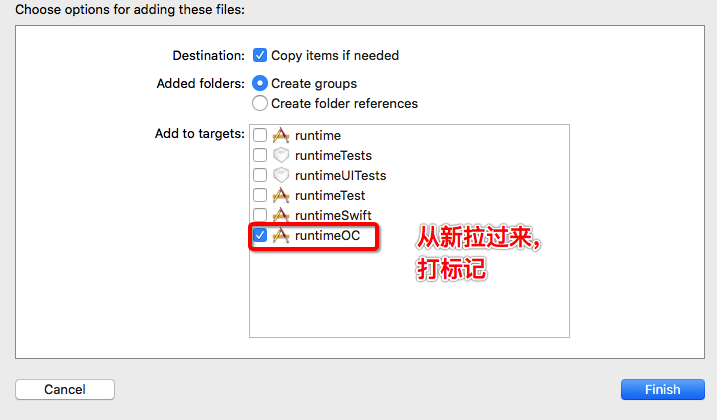 Choose options for adding these files:
Destination: Copy items if needed
Added folders: Create groups
Create folder references
Add to targets: runtime
runtimeTests
runtimeUITests
runtimeTest
runtimeSwift
runtimeOC
从新拉过来，
打标记
Cancel Finish